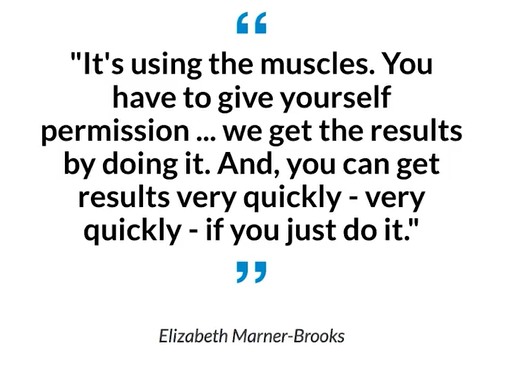 “
"It's using the muscles. You
have to give yourself
permission ... we get the results
by doing it. And, you can get
results very quickly - very
quickly - if you just do it."
”
Elizabeth Marner-Brooks